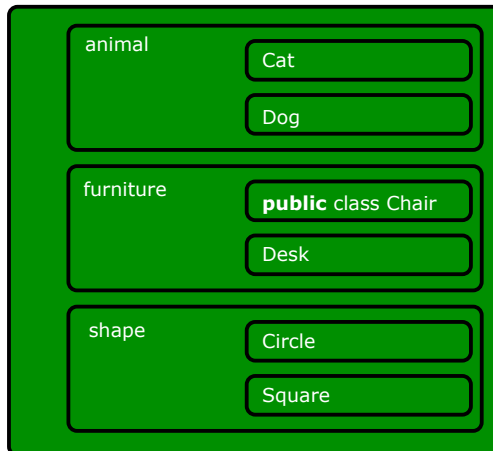 animal
Cat
Dog
furniture
public class Chair
Desk
shape
Circle
Square